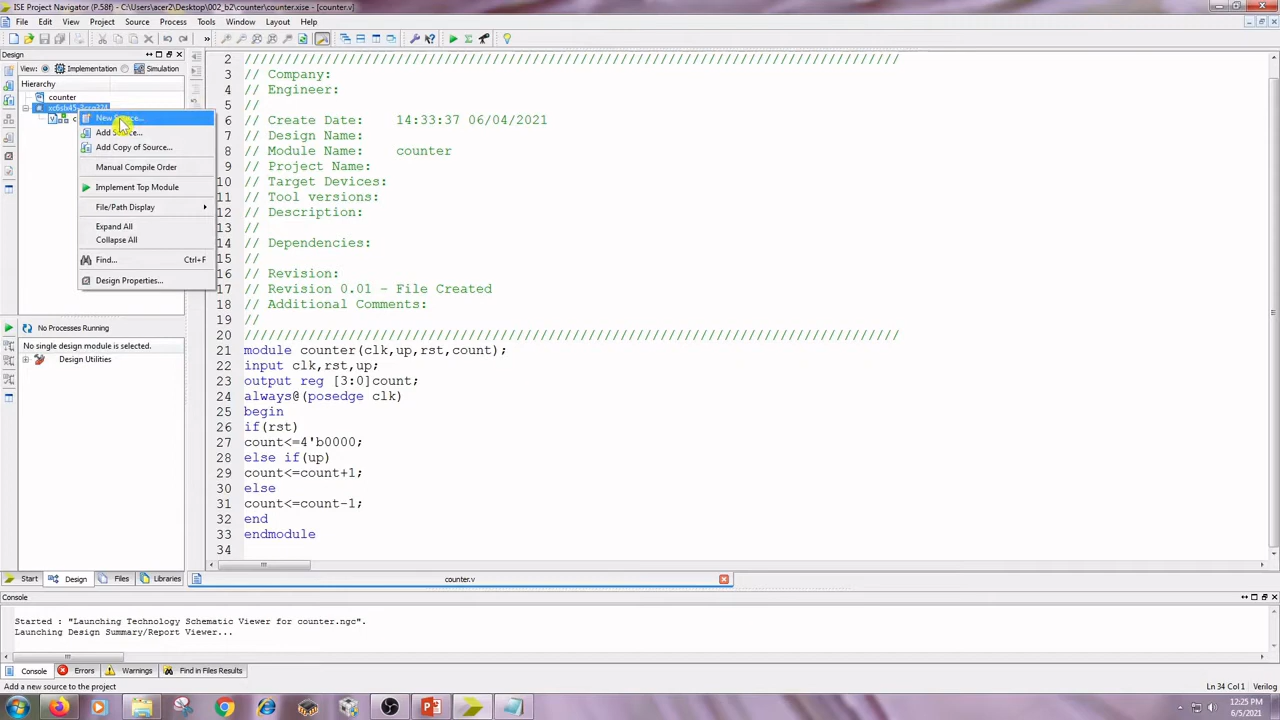 ISE Project Navigator (P.58f) - C:\Users\acer2\Desktop\002_b2\counter\counter.xise - [counter.v]
File Edit View Project Source Process Tools Window Layout Help
Design
View: Implementation Simulation
Hierarchy
counter
New Source...
Add Source...
Add Copy of Source...
Manual Compile Order
Implement Top Module
File/Path Display
Expand All
Collapse All
Find... Ctrl+F
Design Properties...
No Processes Running
No single design module is selected.
Design Utilities
Start Design Files Libraries
2 //////////////////////////////////////////////////////////////////////////////////
3 // Company:
4 // Engineer:
5 //
6 // Create Date: 14:33:37 06/04/2021
7 // Design Name:
8 // Module Name: counter
9 // Project Name:
10 // Target Devices:
11 // Tool versions:
12 // Description:
13 //
14 // Dependencies:
15 //
16 // Revision:
17 // Revision 0.01 - File Created
18 // Additional Comments:
19 //
20 //////////////////////////////////////////////////////////////////////////////////
21 module counter(clk,up,rst,count);
22 input clk,rst,up;
23 output reg [3:0]count;
24 always@(posedge clk)
25 begin
26 if(rst)
27 count<=4'b0000;
28 else if(up)
29 count<=count+1;
30 else
31 count<=count-1;
32 end
33 endmodule
34
counter.v
Console
Started : "Launching Technology Schematic Viewer for counter.ngc".
Launching Design Summary/Report Viewer...
Console Errors Warnings Find in Files Results
Add a new source to the project
Ln 34 Col 1 Verilog
12:25 PM
6/5/2021